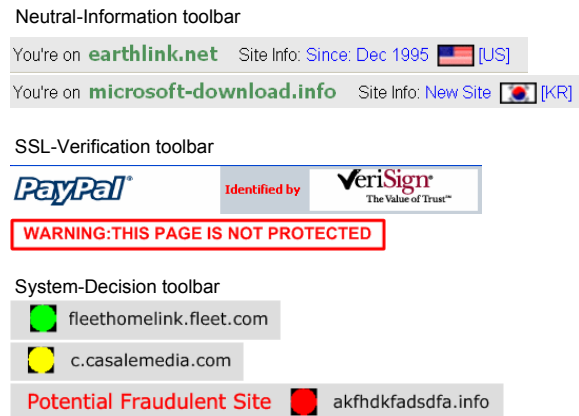 Neutral-Information toolbar
You're on earthlink.net Site Info: Since: Dec 1995 [US]
You're on microsoft-download.info Site Info: New Site [KR]
SSL-Verification toolbar
PayPal® Identified by VeriSign®
The Value of Trust℠
WARNING:THIS PAGE IS NOT PROTECTED
System-Decision toolbar
fleethomelink.fleet.com
c.casalemedia.com
Potential Fraudulent Site akfhdkfadsdfa.info